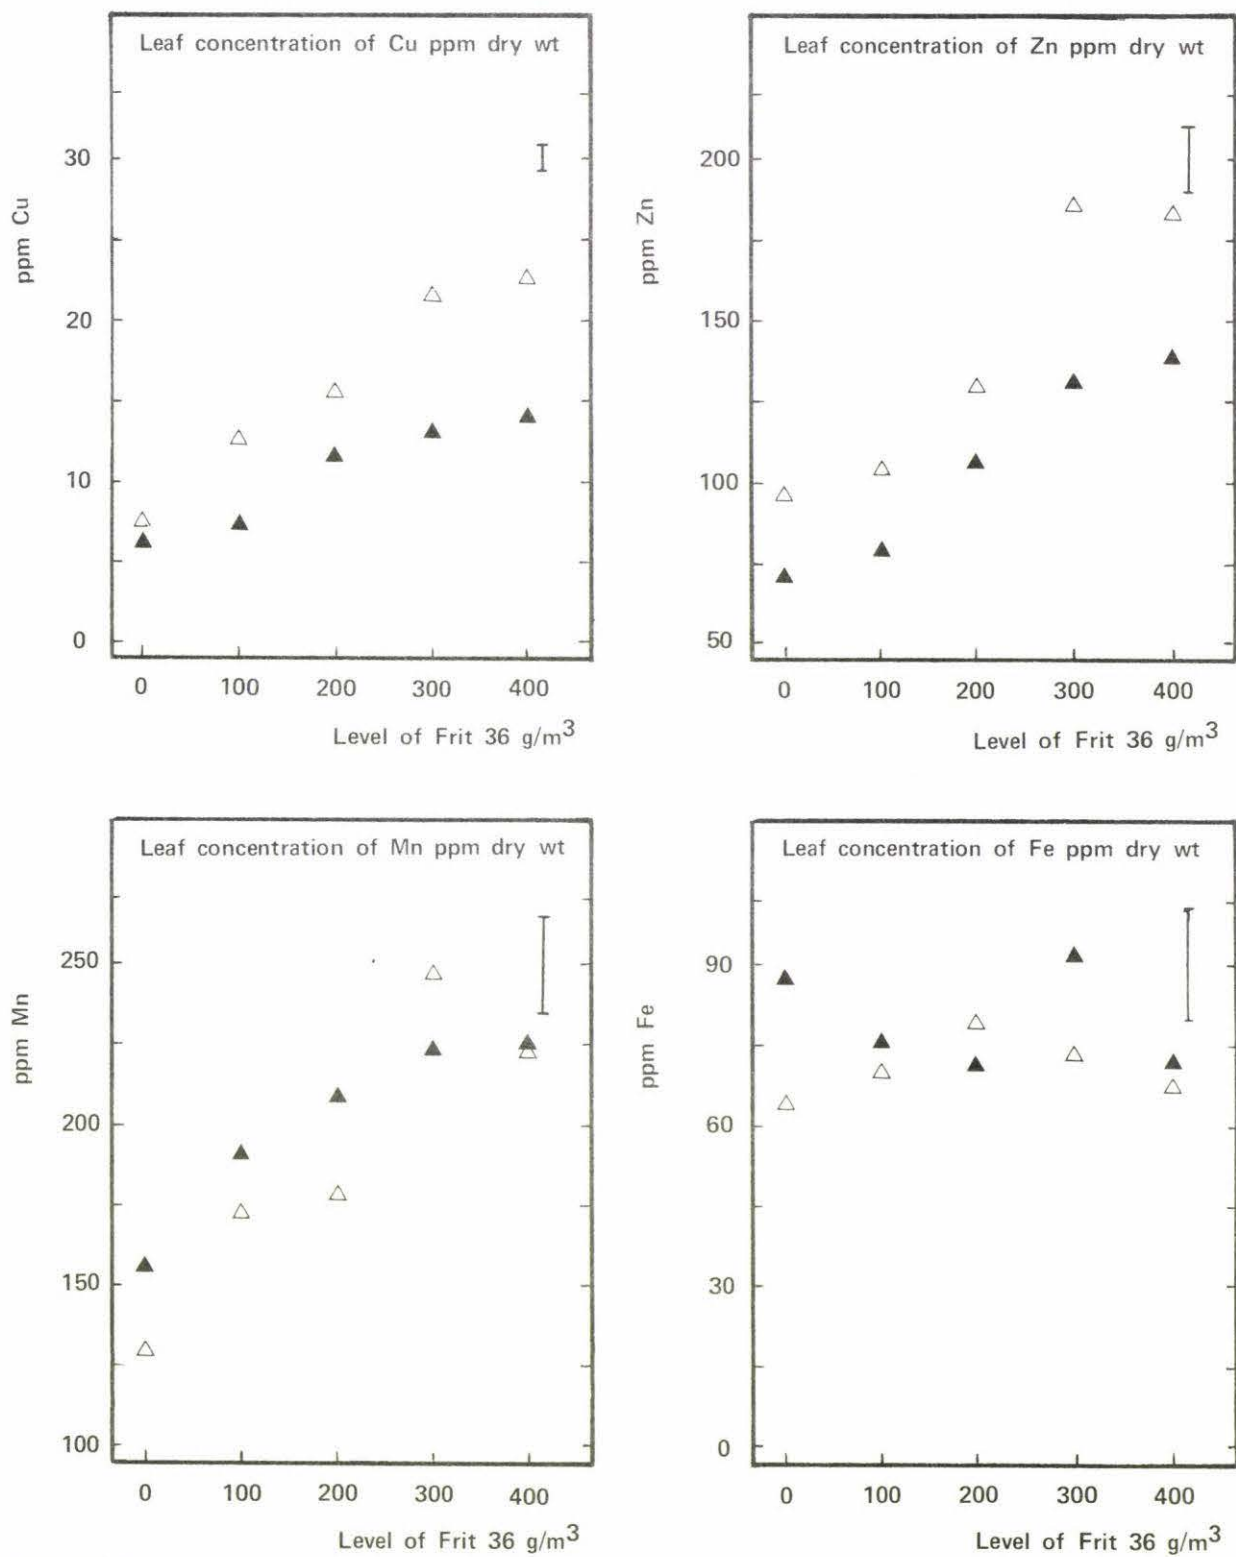 Leaf concentration of Cu ppm dry wt
ppm Cu
30
20
10
0
0 100 200 300 400
Level of Frit 36 g/m³
Leaf concentration of Zn ppm dry wt
ppm Zn
200
150
100
50
0 100 200 300 400
Level of Frit 36 g/m³
Leaf concentration of Mn ppm dry wt
ppm Mn
250
200
150
100
0 100 200 300 400
Level of Frit 36 g/m³
Leaf concentration of Fe ppm dry wt
ppm Fe
90
60
30
0
0 100 200 300 400
Level of Frit 36 g/m³